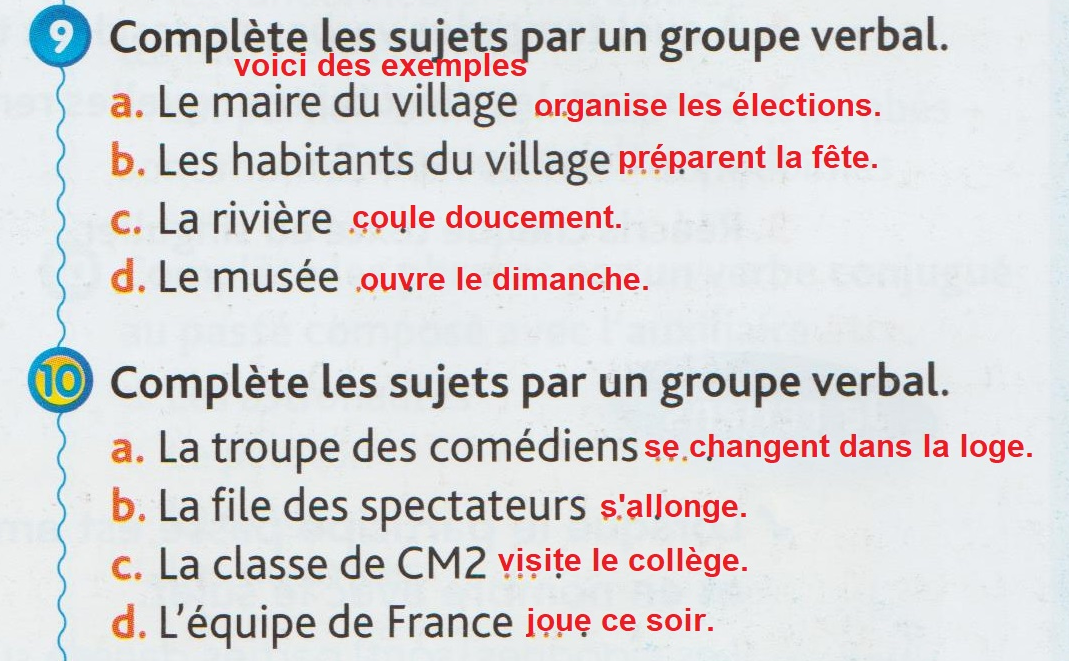 9 Complète les sujets par un groupe verbal.
voici des exemples
a. Le maire du village ... organise les élections.
b. Les habitants du village ... préparent la fête.
c. La rivière ... coule doucement.
d. Le musée ... ouvre le dimanche.
10 Complète les sujets par un groupe verbal.
a. La troupe des comédiens ... se changent dans la loge.
b. La file des spectateurs ... s'allonge.
c. La classe de CM2 ... visite le collège.
d. L'équipe de France ... joue ce soir.